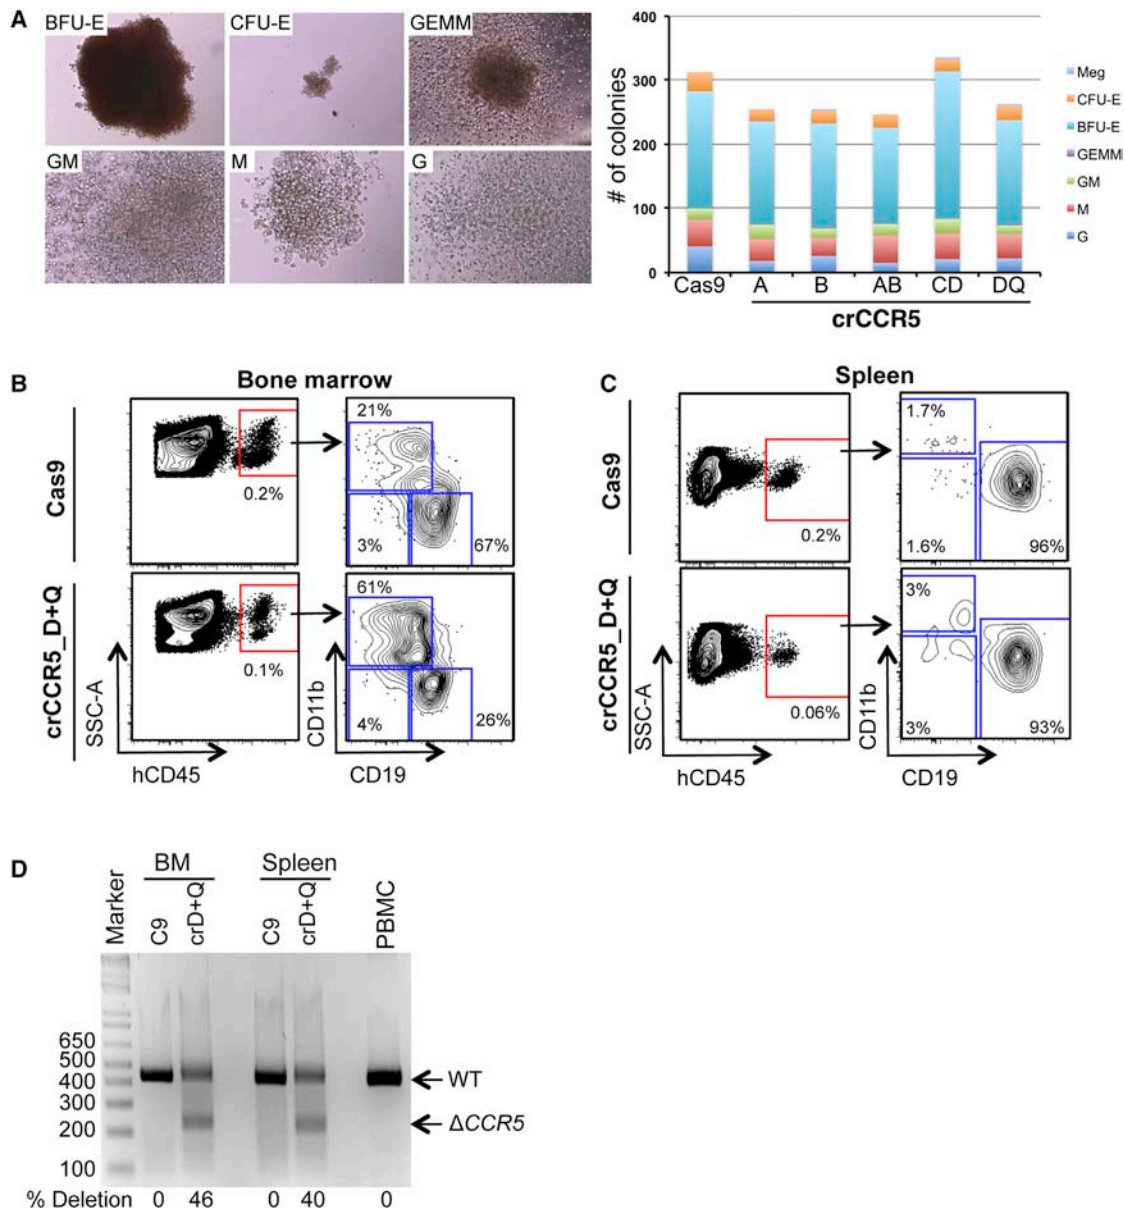 A
BFU-E
CFU-E
GEMM
GM
M
G
# of colonies
400
300
200
100
0
Cas9
A
B
AB
CD
DQ
crCCR5
Meg
CFU-E
BFU-E
GEMM
GM
M
G
B
Bone marrow
Cas9
0.2%
21%
3%
67%
crCCR5_D+Q
0.1%
61%
4%
26%
SSC-A
hCD45
CD11b
CD19
C
Spleen
Cas9
0.2%
1.7%
1.6%
96%
crCCR5_D+Q
0.06%
3%
3%
93%
SSC-A
hCD45
CD11b
CD19
D
BM
Spleen
Marker
C9
crD+Q
C9
crD+Q
PBMC
650
500
400
300
200
100
WT
ΔCCR5
% Deletion 0 46 0 40 0